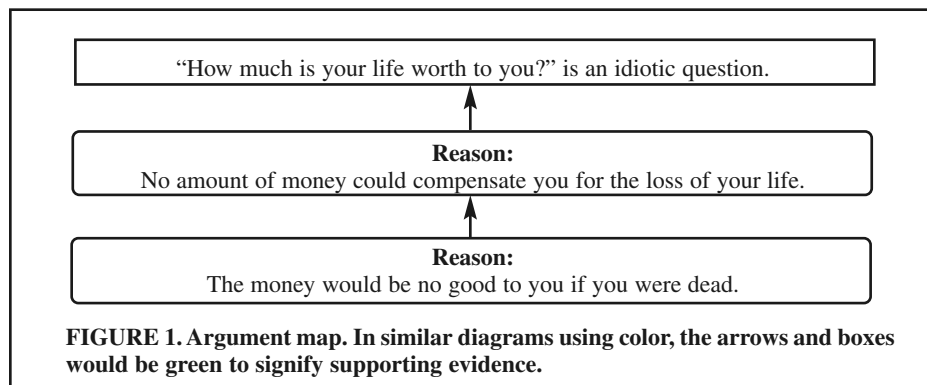 “How much is your life worth to you?” is an idiotic question.
Reason:
No amount of money could compensate you for the loss of your life.
Reason:
The money would be no good to you if you were dead.
FIGURE 1. Argument map. In similar diagrams using color, the arrows and boxes
would be green to signify supporting evidence.